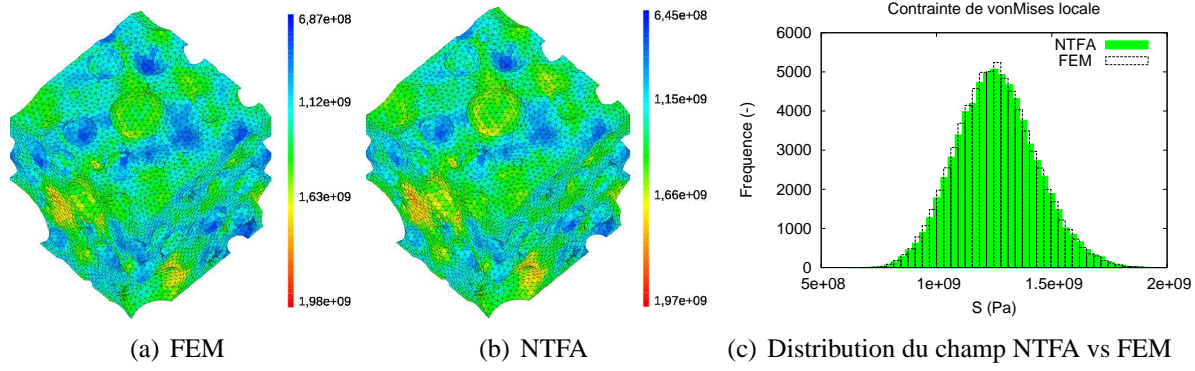 6,87e+08
1,12e+09
1,63e+09
1,98e+09
(a) FEM
6,45e+08
1,15e+09
1,66e+09
1,97e+09
(b) NTFA
Contrainte de vonMises locale
NTFA
FEM
Frequence (-)
6000
5000
4000
3000
2000
1000
0
5e+08
1e+09
1.5e+09
2e+09
S (Pa)
(c) Distribution du champ NTFA vs FEM